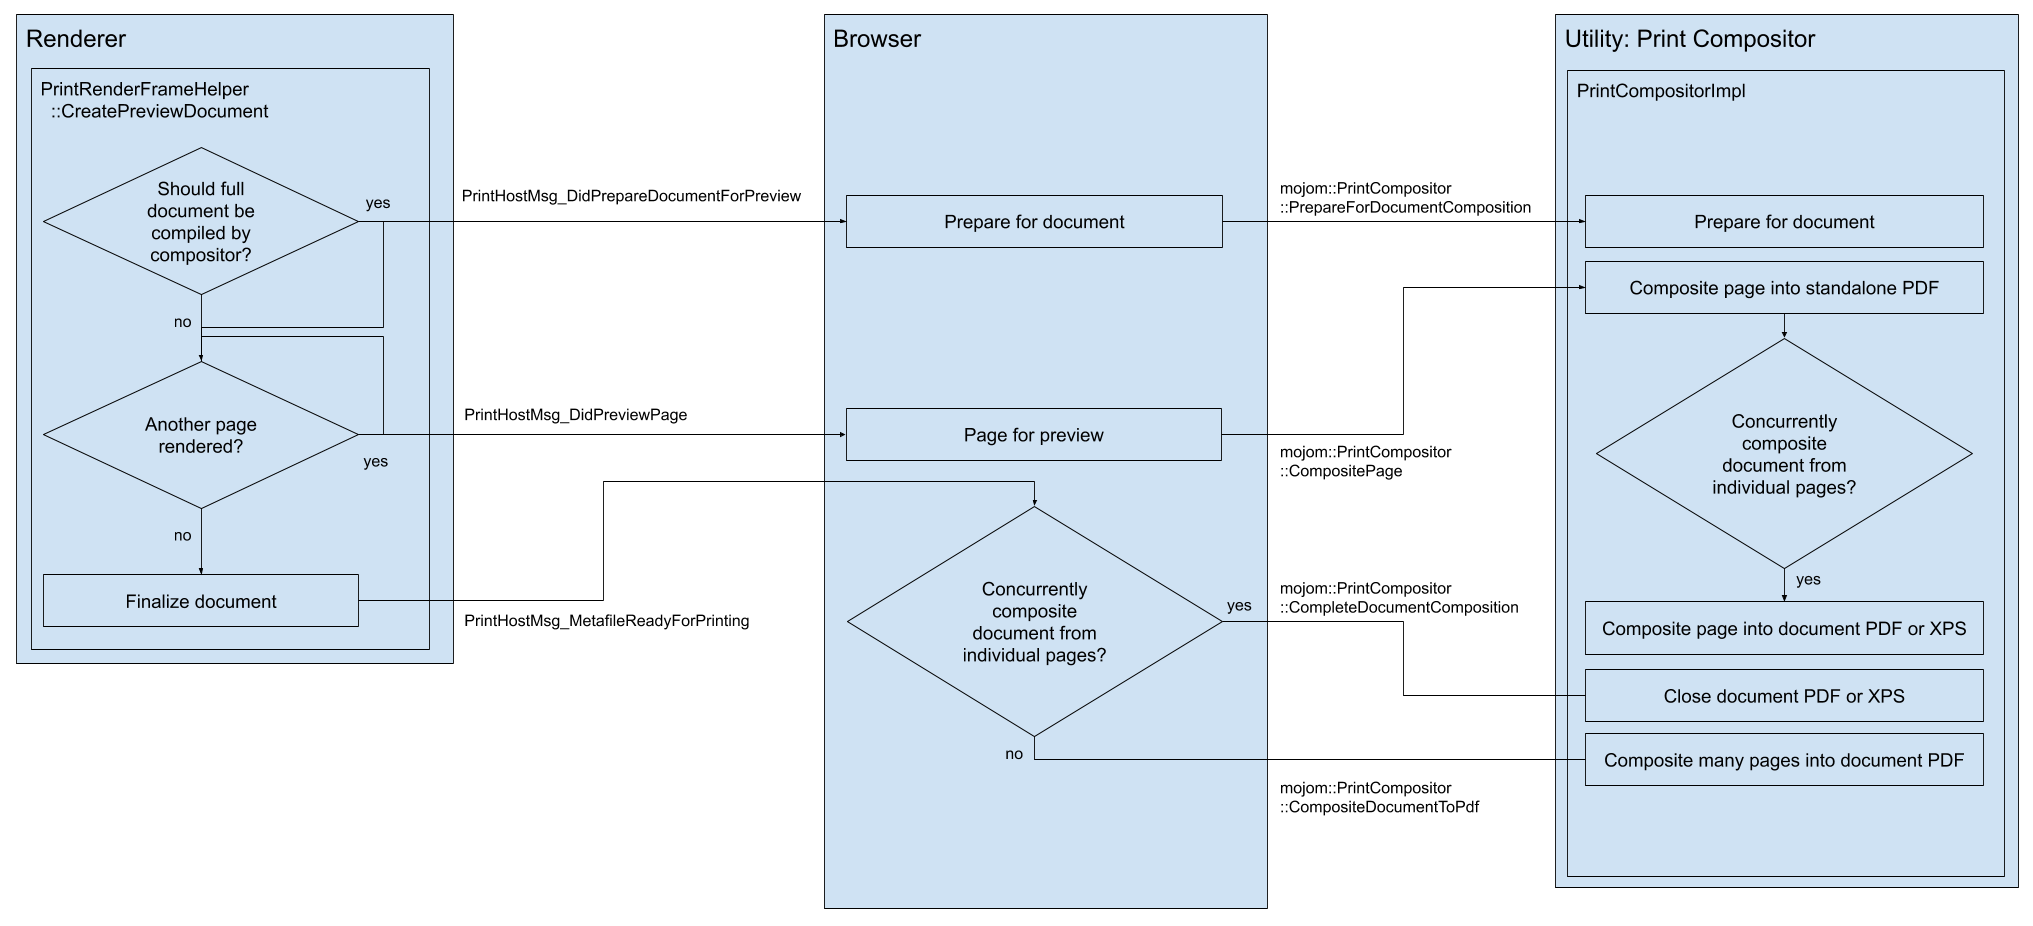 Renderer
PrintRenderFrameHelper
::CreatePreviewDocument
Should full
document be
compiled by
compositor?
yes
no
Another page
rendered?
yes
no
Finalize document
PrintHostMsg_DidPrepareDocumentForPreview
PrintHostMsg_DidPreviewPage
PrintHostMsg_MetafileReadyForPrinting
Browser
Prepare for document
Page for preview
Concurrently
composite
document from
individual pages?
yes
no
mojom::PrintCompositor
::PrepareForDocumentComposition
mojom::PrintCompositor
::CompositePage
mojom::PrintCompositor
::CompleteDocumentComposition
mojom::PrintCompositor
::CompositeDocumentToPdf
Utility: Print Compositor
PrintCompositorImpl
Prepare for document
Composite page into standalone PDF
Concurrently
composite
document from
individual pages?
yes
Composite page into document PDF or XPS
Close document PDF or XPS
Composite many pages into document PDF